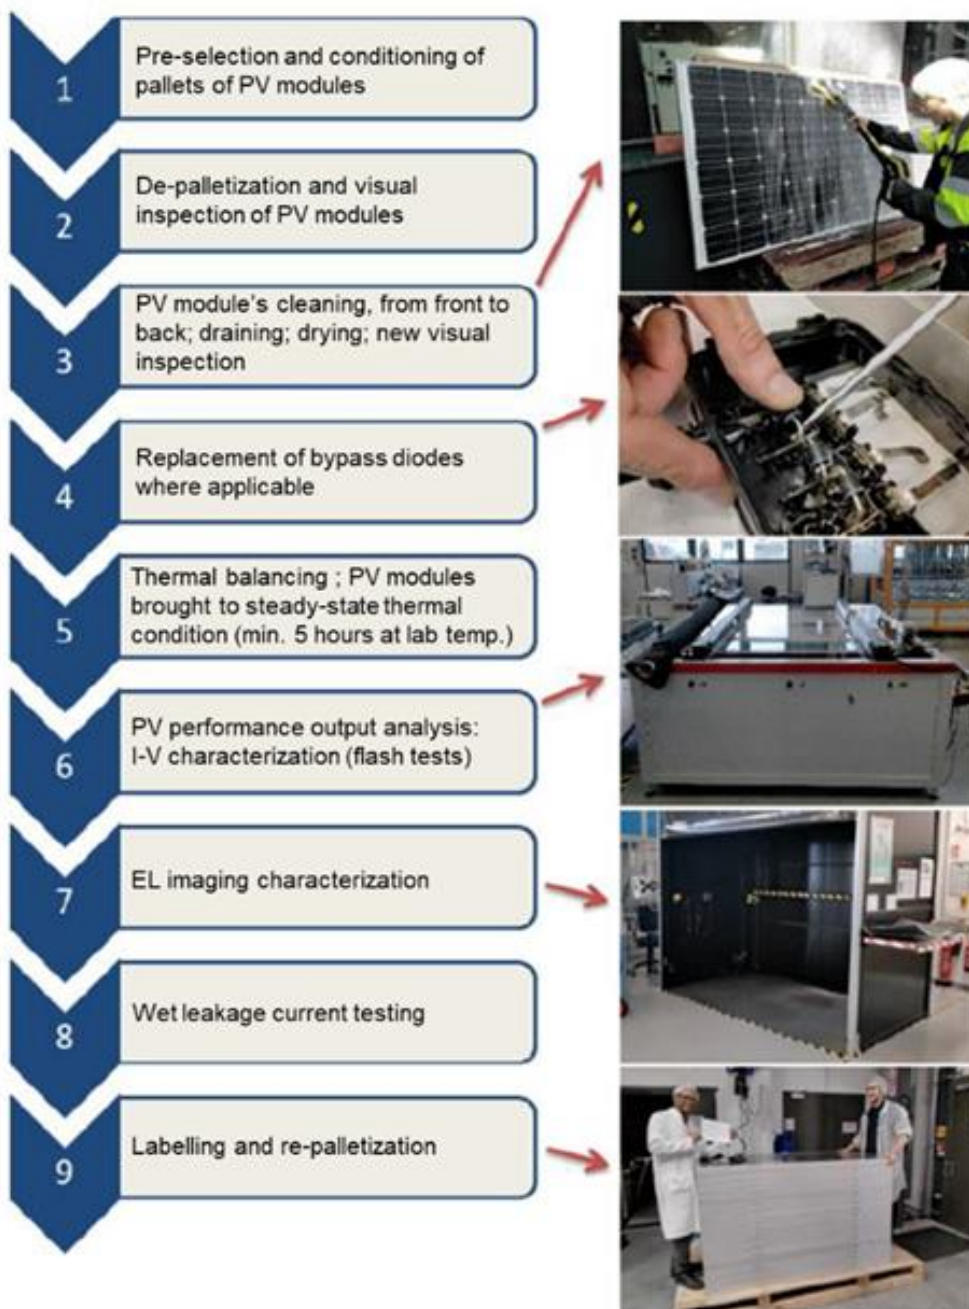 1
Pre-selection and conditioning of
pallets of PV modules
2
De-palletization and visual
inspection of PV modules
3
PV module's cleaning, from front to
back; draining; drying; new visual
inspection
4
Replacement of bypass diodes
where applicable
5
Thermal balancing ; PV modules
brought to steady-state thermal
condition (min. 5 hours at lab temp.)
6
PV performance output analysis:
I-V characterization (flash tests)
7
EL imaging characterization
8
Wet leakage current testing
9
Labelling and re-palletization